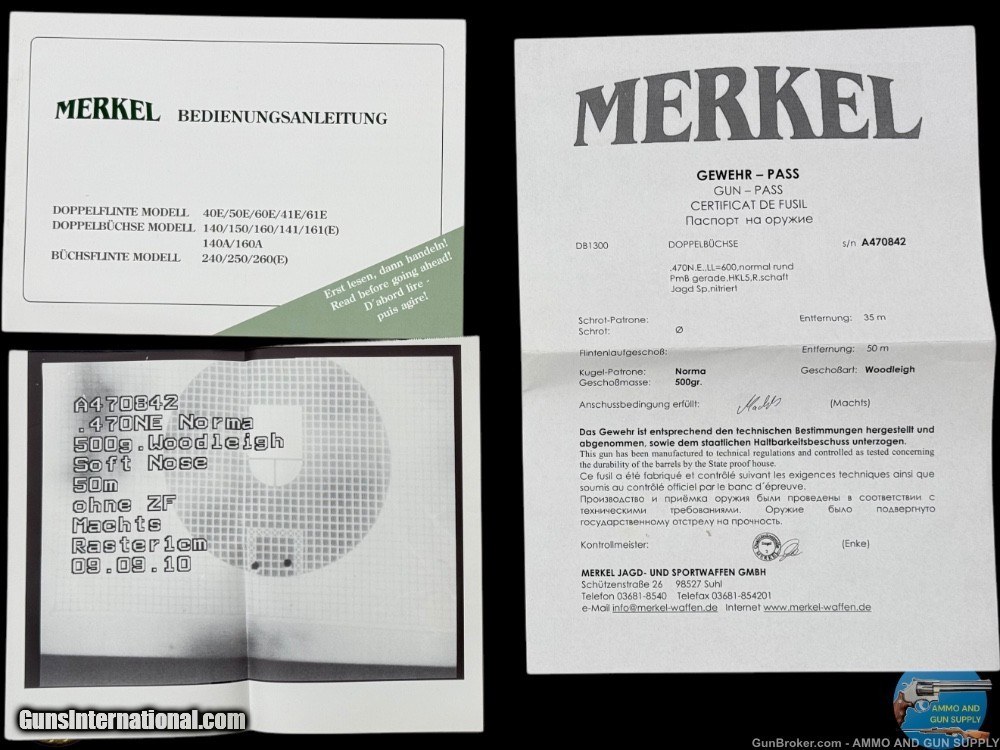 MERKEL BEDIENUNGSANLEITUNG
DOPPELFLINTE MODELL 40E/50E/60E/41E/61E
DOPPELBÜCHSE MODELL 140/150/160/141/161(E)
140A/160A
BÜCHSFLINTE MODELL 240/250/260(E)
Erst lesen, dann handeln!
Read before going ahead!
D'abord lire -
puis agire!
A470842
.470NE Norma
500g.Woodleigh
Soft Nose
50m
ohne ZF
Machts
Raster1cm
09.09.10
GunsInternational.com
MERKEL
GEWEHR – PASS
GUN – PASS
CERTIFICAT DE FUSIL
Паспорт на оружие
DB1300 DOPPELBÜCHSE s/n A470842
.470N.E.,LL=600,normal rund
PmB gerade,HKL5,R.schaft
Jagd Sp.nitriert
Schrot-Patrone: Entfernung: 35 m
Schrot: Ø
Flintenlaufgeschoß: Entfernung: 50 m
Kugel-Patrone: Norma Geschoßart: Woodleigh
Geschoßmasse: 500gr.
Anschussbedingung erfüllt: Machts (Machts)
Das Gewehr ist entsprechend den technischen Bestimmungen hergestellt und
abgenommen, sowie dem staatlichen Haltbarkeitsbeschuss unterzogen.
This gun has been manufactured to technical regulations and controlled as tested concerning
the durability of the barrels by the State proof house.
Ce fusil a été fabriqué et contrôlé suivant les exigences techniques ainsi que
soumis au contrôle officiel par le banc d´épreuve.
Производство и приёмка оружия были проведены в соответствии с
техническими требованиями. Оружие было подвергнуто
государственному отстрелу на прочность.
Kontrollmeister: (Enke)
MERKEL JAGD- UND SPORTWAFFEN GMBH
Schützenstraße 26 98527 Suhl
Telefon 03681-8540 Telefax 03681-854201
e-Mail info@merkel-waffen.de Internet www.merkel-waffen.de
AMMO AND
GUN SUPPLY
GunBroker.com - AMMO AND GUN SUPPLY